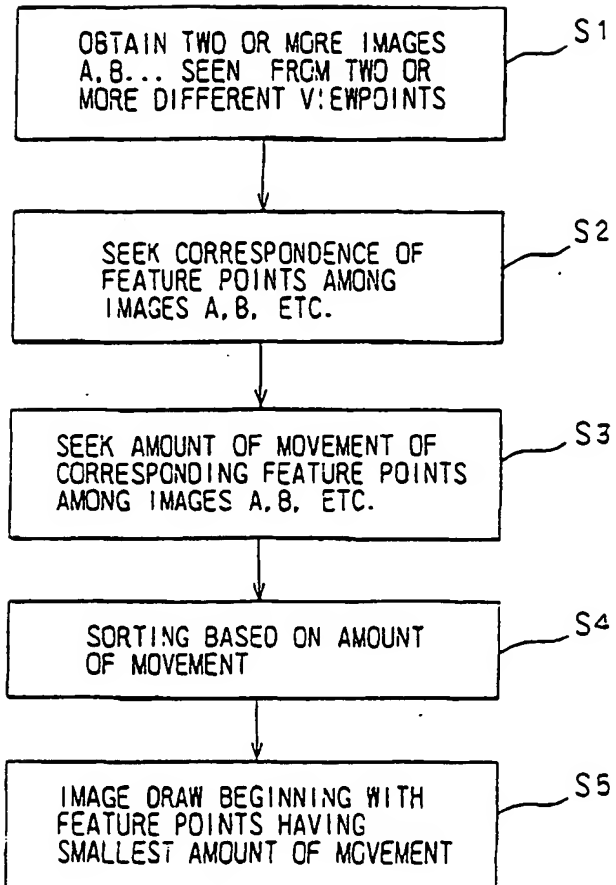 OBTAIN TWO OR MORE IMAGES
A,B... SEEN FROM TWO OR
MORE DIFFERENT VIEWPOINTS
S1
SEEK CORRESPONDENCE OF
FEATURE POINTS AMONG
IMAGES A,B, ETC.
S2
SEEK AMOUNT OF MOVEMENT OF
CORRESPONDING FEATURE POINTS
AMONG IMAGES A,B, ETC.
S3
SORTING BASED ON AMOUNT
OF MOVEMENT
S4
IMAGE DRAW BEGINNING WITH
FEATURE POINTS HAVING
SMALLEST AMOUNT OF MOVEMENT
S5